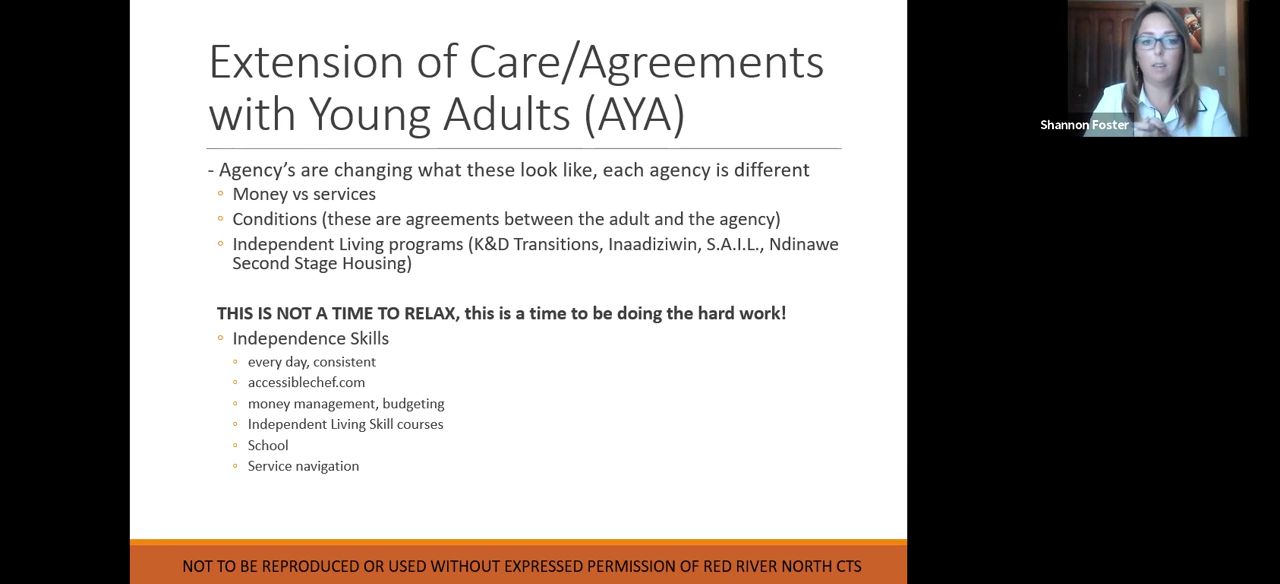 Extension of Care/Agreements
with Young Adults (AYA)
- Agency’s are changing what these look like, each agency is different
◦ Money vs services
◦ Conditions (these are agreements between the adult and the agency)
◦ Independent Living programs (K&D Transitions, Inaadiziwin, S.A.I.L., Ndinawe
Second Stage Housing)
THIS IS NOT A TIME TO RELAX, this is a time to be doing the hard work!
◦ Independence Skills
◦ every day, consistent
◦ accessiblechef.com
◦ money management, budgeting
◦ Independent Living Skill courses
◦ School
◦ Service navigation
NOT TO BE REPRODUCED OR USED WITHOUT EXPRESSED PERMISSION OF RED RIVER NORTH CTS
Shannon Foster